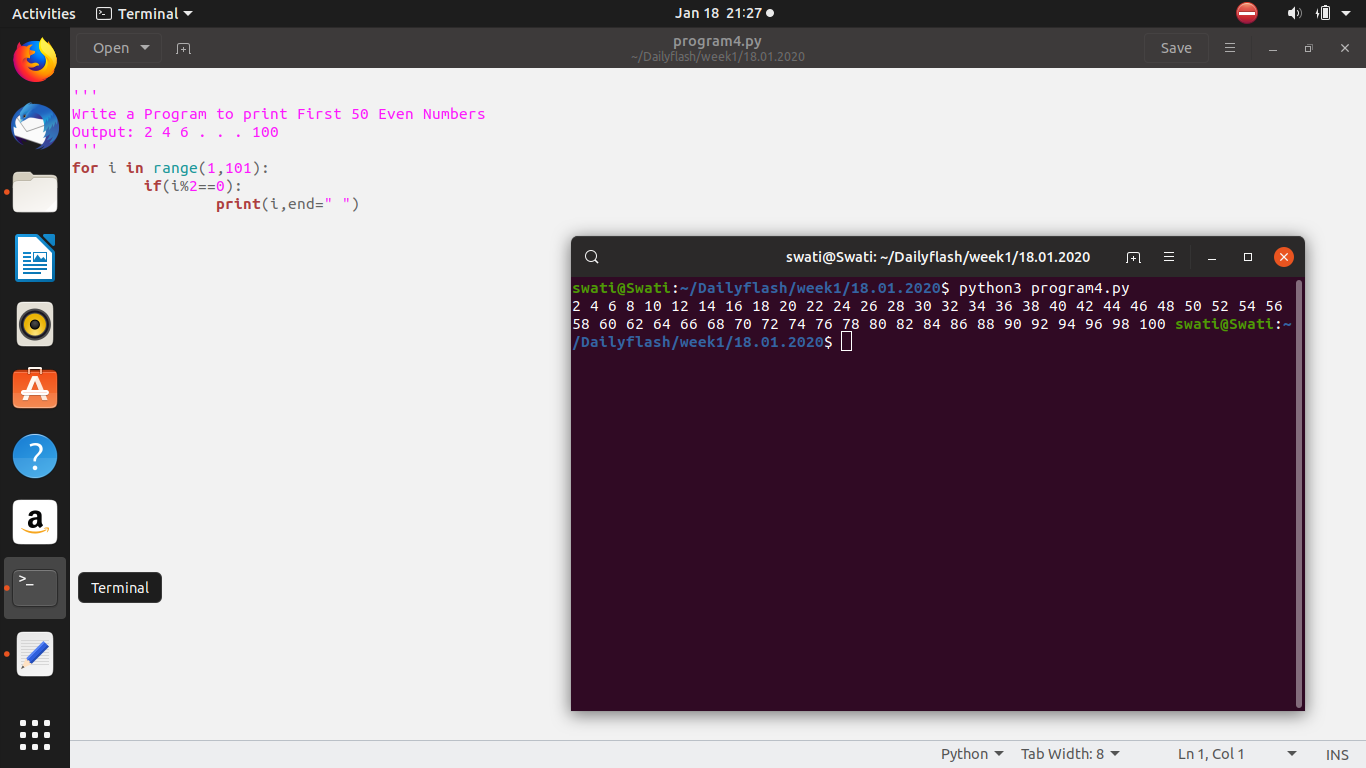 Activities Terminal Jan 18 21:27
Open program4.py Save
~/Dailyflash/week1/18.01.2020
'''
Write a Program to print First 50 Even Numbers
Output: 2 4 6 . . . 100
'''
for i in range(1,101):
        if(i%2==0):
                print(i,end=" ")
swati@Swati: ~/Dailyflash/week1/18.01.2020
swati@Swati:~/Dailyflash/week1/18.01.2020$ python3 program4.py
2 4 6 8 10 12 14 16 18 20 22 24 26 28 30 32 34 36 38 40 42 44 46 48 50 52 54 56
58 60 62 64 66 68 70 72 74 76 78 80 82 84 86 88 90 92 94 96 98 100 swati@Swati:~
/Dailyflash/week1/18.01.2020$
?
a
>_
Terminal
Python Tab Width: 8 Ln 1, Col 1 INS